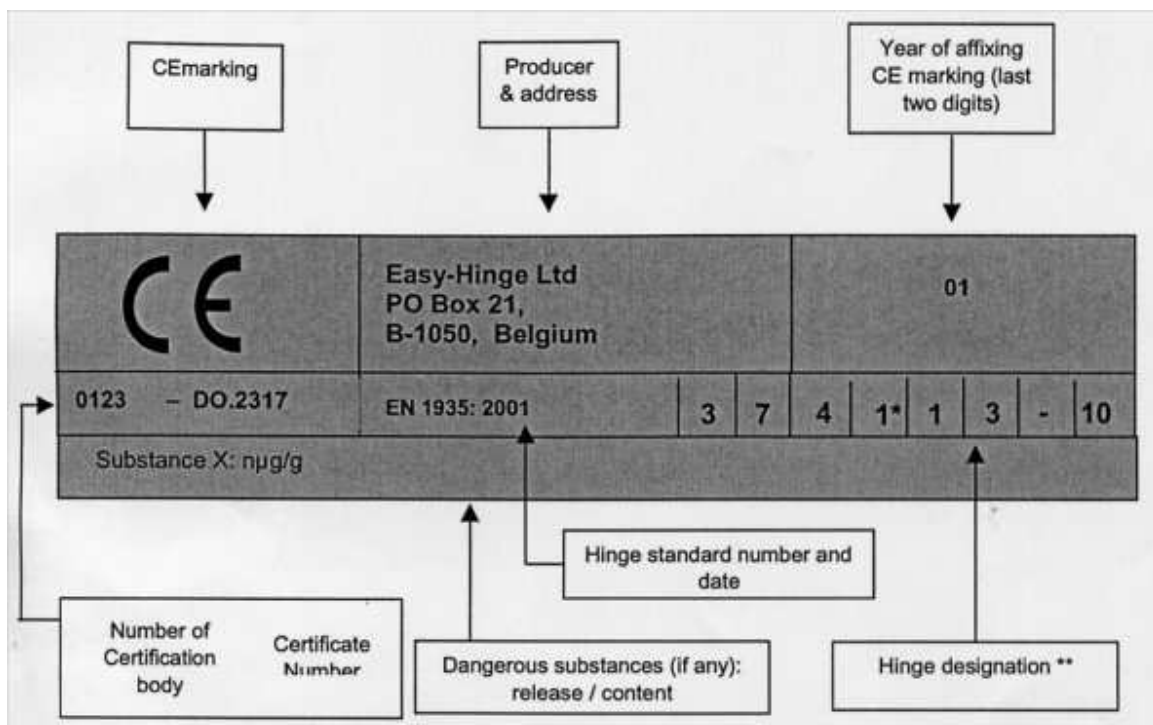 CEmarking
Producer
& address
Year of affixing
CE marking (last
two digits)
CE
Easy-Hinge Ltd
PO Box 21,
B-1050, Belgium
01
0123 – DO.2317
EN 1935: 2001
3 7 4 1* 1 3 - 10
Substance X: nµg/g
Hinge standard number and
date
Number of
Certification
body
Certificate
Number
Dangerous substances (if any):
release / content
Hinge designation **